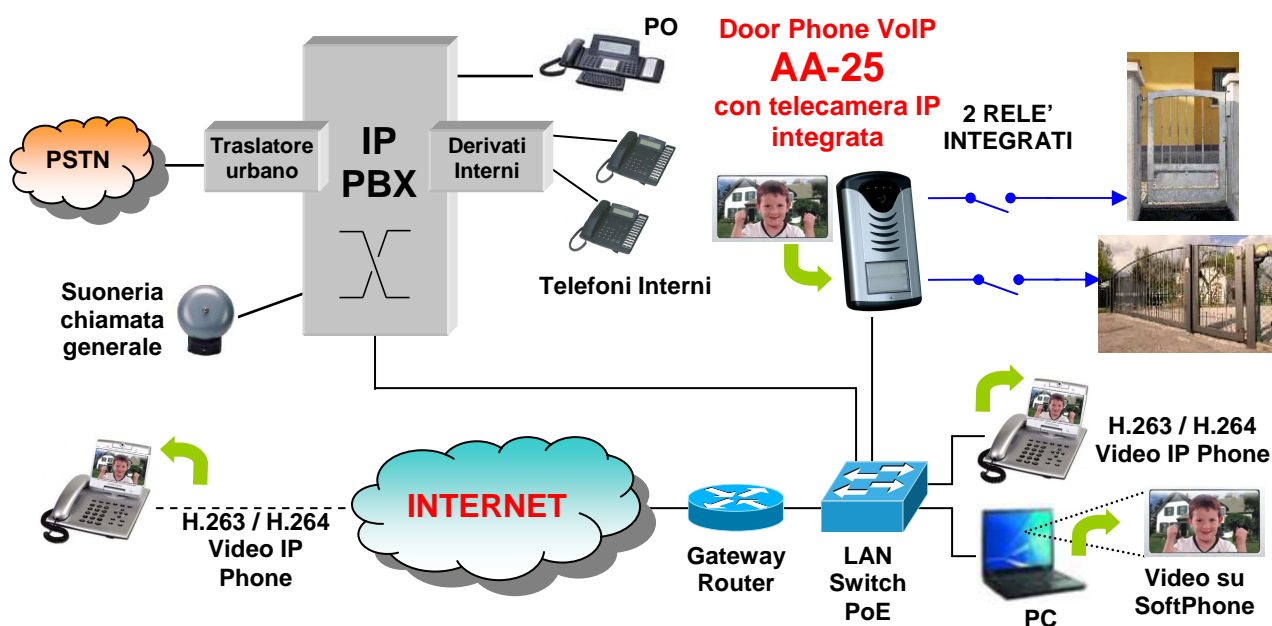 PO
Door Phone VoIP
AA-25
con telecamera IP
integrata
2 RELE'
INTEGRATI
PSTN
Traslatore
urbano
IP
PBX
Derivati
Interni
Telefoni Interni
Suoneria
chiamata
generale
H.263 / H.264
Video IP Phone
INTERNET
H.263 / H.264
Video IP
Phone
Gateway
Router
LAN
Switch
PoE
PC
Video su
SoftPhone